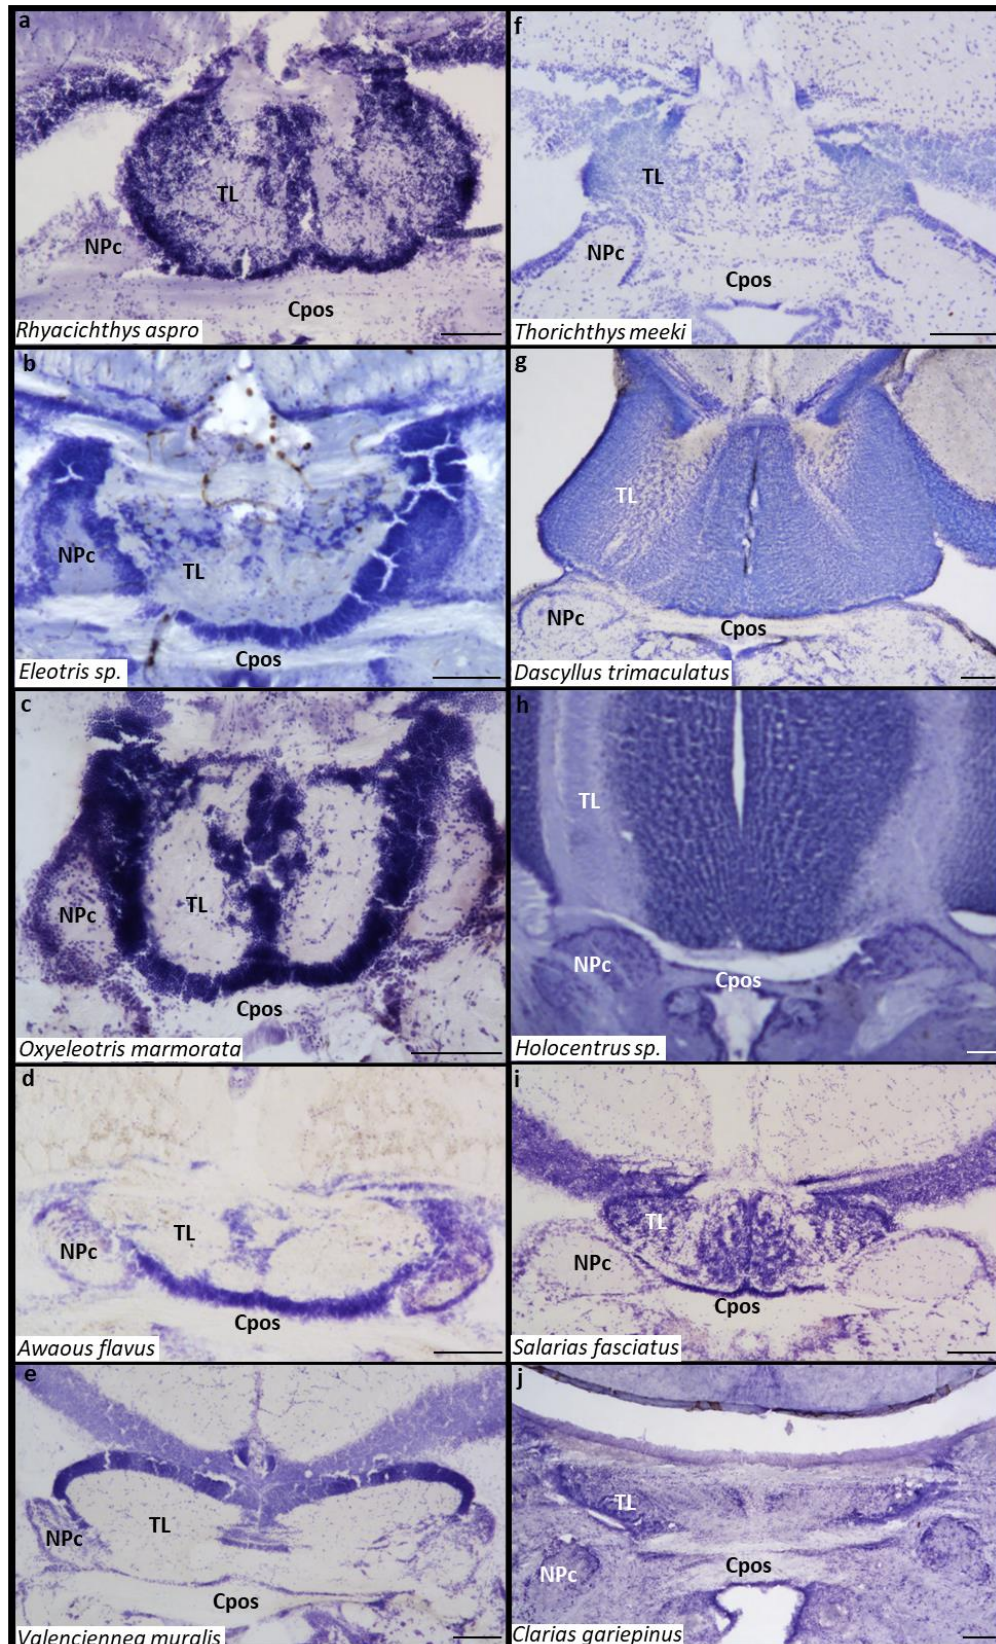 a
TL
NPc
Cpos
Rhyacichthys aspro
b
NPc
TL
Cpos
Eleotris sp.
c
TL
NPc
Cpos
Oxyeleotris marmorata
d
TL
NPc
Cpos
Awaous flavus
e
TL
NPc
Cpos
Valenciennea muralis
f
TL
NPc
Cpos
Thorichthys meeki
g
TL
NPc
Cpos
Dascyllus trimaculatus
h
TL
NPc
Cpos
Holocentrus sp.
i
TL
NPc
Cpos
Salarias fasciatus
j
TL
NPc
Cpos
Clarias gariepinus